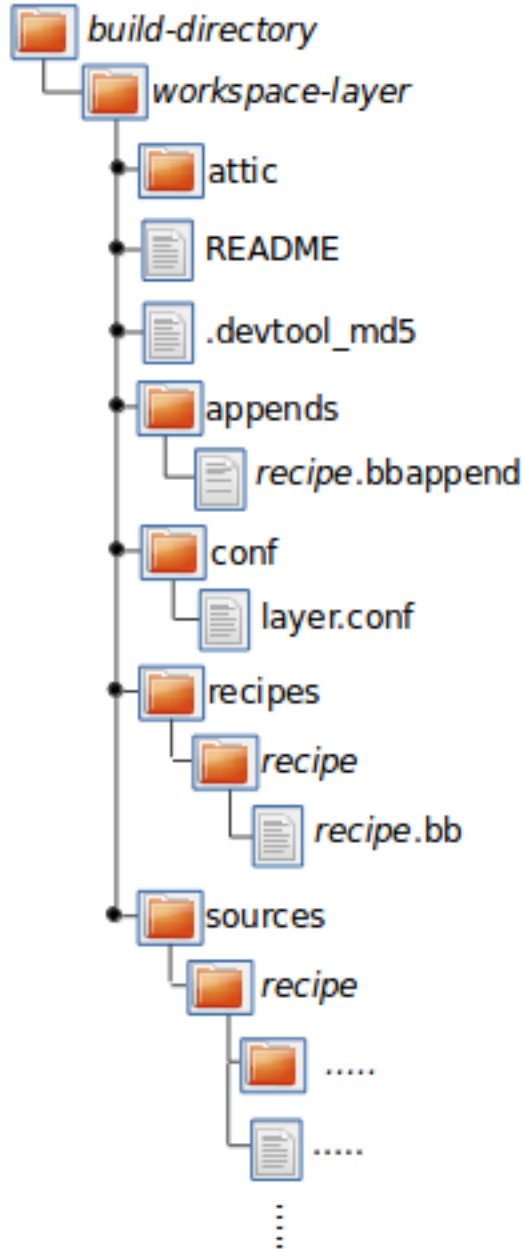 build-directory
workspace-layer
attic
README
.devtool_md5
appends
recipe.bbappend
conf
layer.conf
recipes
recipe
recipe.bb
sources
recipe
.....
.....